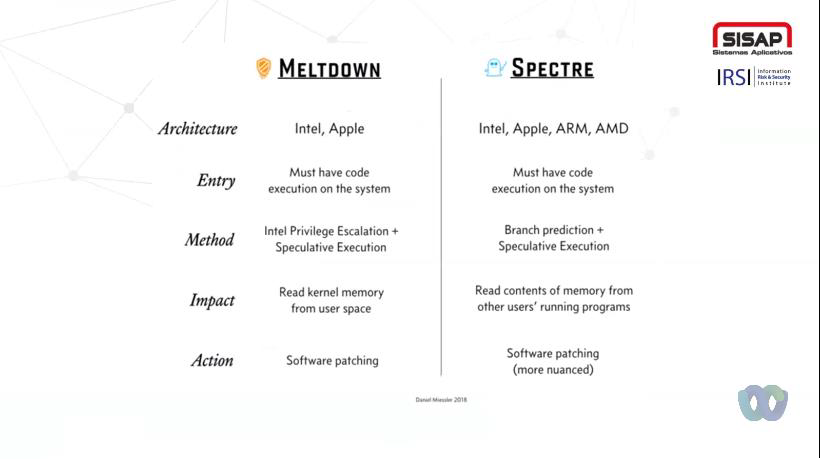 SISAP
Sistemas Aplicativos
IRSI Information
Risk & Security
Institute
MELTDOWN
SPECTRE
Architecture
Intel, Apple
Intel, Apple, ARM, AMD
Entry
Must have code
execution on the system
Must have code
execution on the system
Method
Intel Privilege Escalation +
Speculative Execution
Branch prediction +
Speculative Execution
Impact
Read kernel memory
from user space
Read contents of memory from
other users' running programs
Action
Software patching
Software patching
(more nuanced)
Daniel Miessler 2018